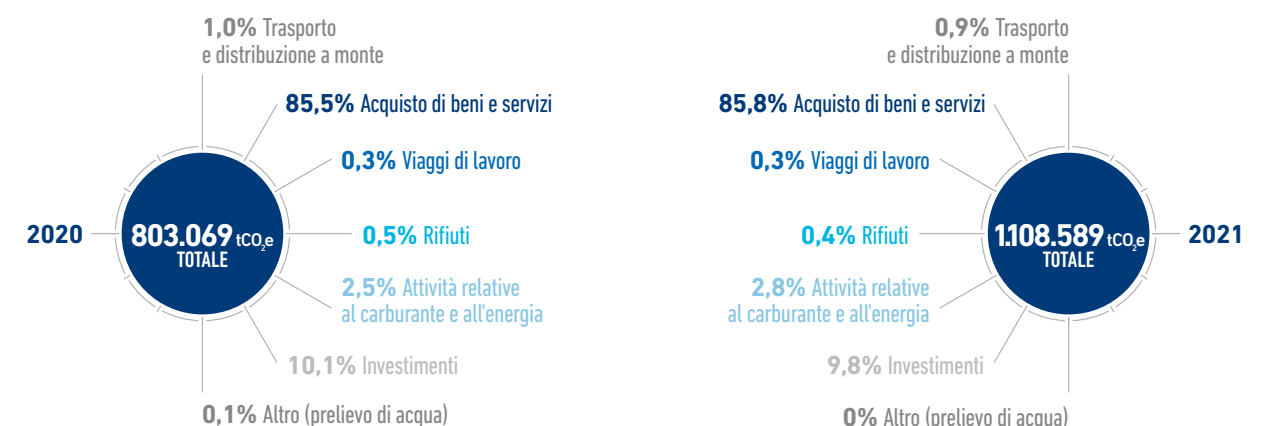 1,0% Trasporto
e distribuzione a monte
85,5% Acquisto di beni e servizi
0,3% Viaggi di lavoro
2020
803.069 tCO₂e
TOTALE
0,5% Rifiuti
2,5% Attività relative
al carburante e all'energia
10,1% Investimenti
0,1% Altro (prelievo di acqua)
0,9% Trasporto
e distribuzione a monte
85,8% Acquisto di beni e servizi
0,3% Viaggi di lavoro
0,4% Rifiuti
1.108.589 tCO₂e
TOTALE
2021
2,8% Attività relative
al carburante e all'energia
9,8% Investimenti
0% Altro (prelievo di acqua)